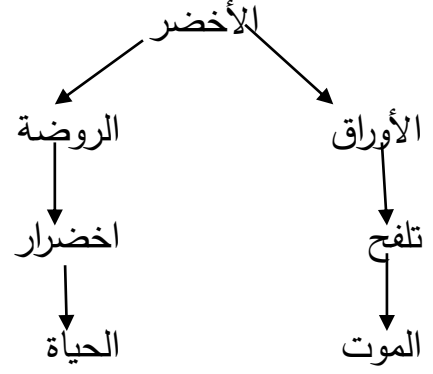 الأخضر
الأوراق الروضة
تلفح اخضرار
الموت الحياة